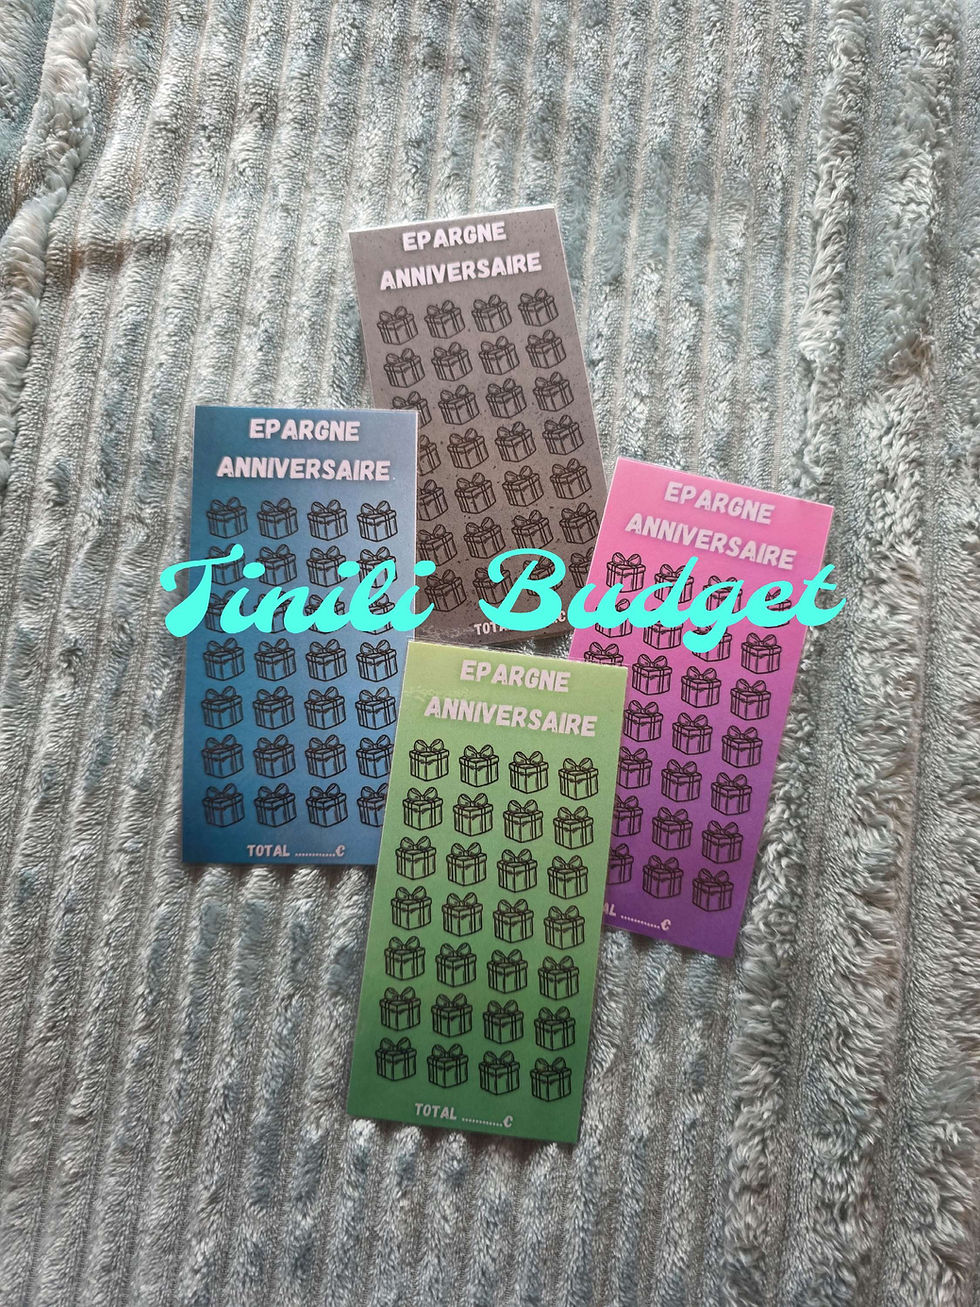 EPARGNE
ANNIVERSAIRE
EPARGNE
ANNIVERSAIRE
TOTAL ............€
EPARGNE
ANNIVERSAIRE
Tinili Budget
EPARGNE
ANNIVERSAIRE
TOTAL ............€